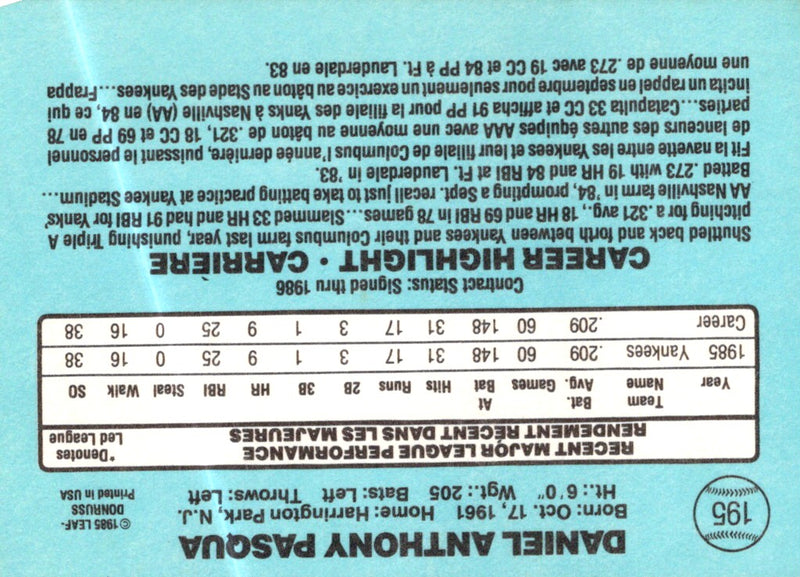 195
DANIEL ANTHONY PASQUA
Born: Oct. 17, 1961 Home: Harrington Park, N.J.
Ht.: 6'0" Wgt.: 205 Bats: Left Throws: Left
©1985 LEAF-
DONRUSS
Printed in USA
RECENT MAJOR LEAGUE PERFORMANCE
RENDEMENT RÉCENT DANS LES MAJEURES
*Denotes
Led League
Year Team Name Bat. Avg. Games At Bat Hits Runs 2B 3B HR RBI Steal Walk SO
1985 Yankees .209 60 148 31 17 3 1 9 25 0 16 38
Career .209 60 148 31 17 3 1 9 25 0 16 38
Contract Status: Signed thru 1986
CAREER HIGHLIGHT • CARRIÈRE
Shuttled back and forth between Yankees and their Columbus farm last year, punishing Triple A
pitching for a .321 avg., 18 HR and 69 RBI in 78 games...Slammed 33 HR and had 91 RBI for Yanks'
AA Nashville farm in '84, prompting a Sept. recall just to take batting practice at Yankee Stadium...
Batted .273 with 19 HR and 84 RBI at Ft. Lauderdale in '83.
Fit la navette entre les Yankees et leur filiale de Columbus l'année dernière, puissant le personnel
de lanceurs des autres équipes AAA avec une moyenne au bâton de .321, 18 CC et 69 PP en 78
parties...Catapulta 33 CC et afficha 91 PP pour la filiale des Yanks à Nashville (AA) en 84, ce qui
incita un rappel en septembre pour seulement un exercice au bâton au Stade des Yankees...Frappa
une moyenne de .273 avec 19 CC et 84 PP à Ft. Lauderdale en 83.